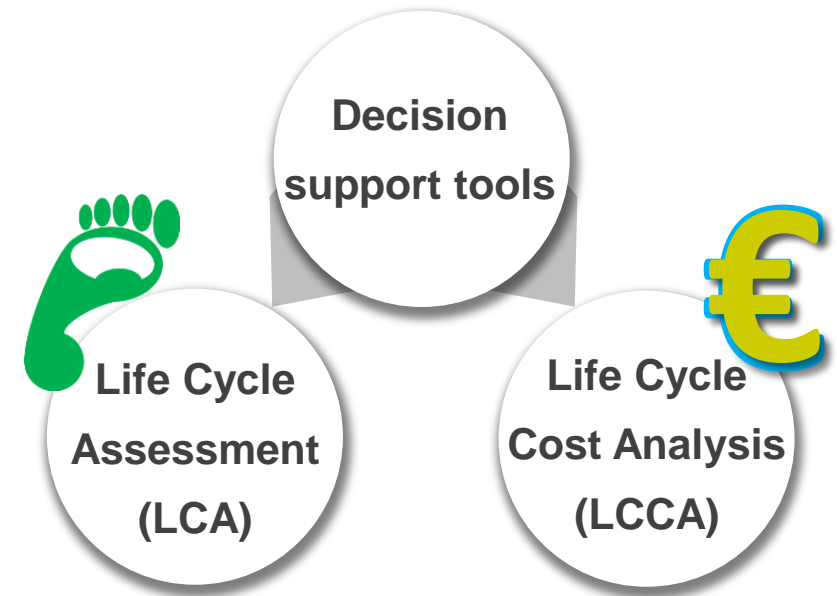 Decision
support tools
Life Cycle
Assessment
(LCA)
€
Life Cycle
Cost Analysis
(LCCA)